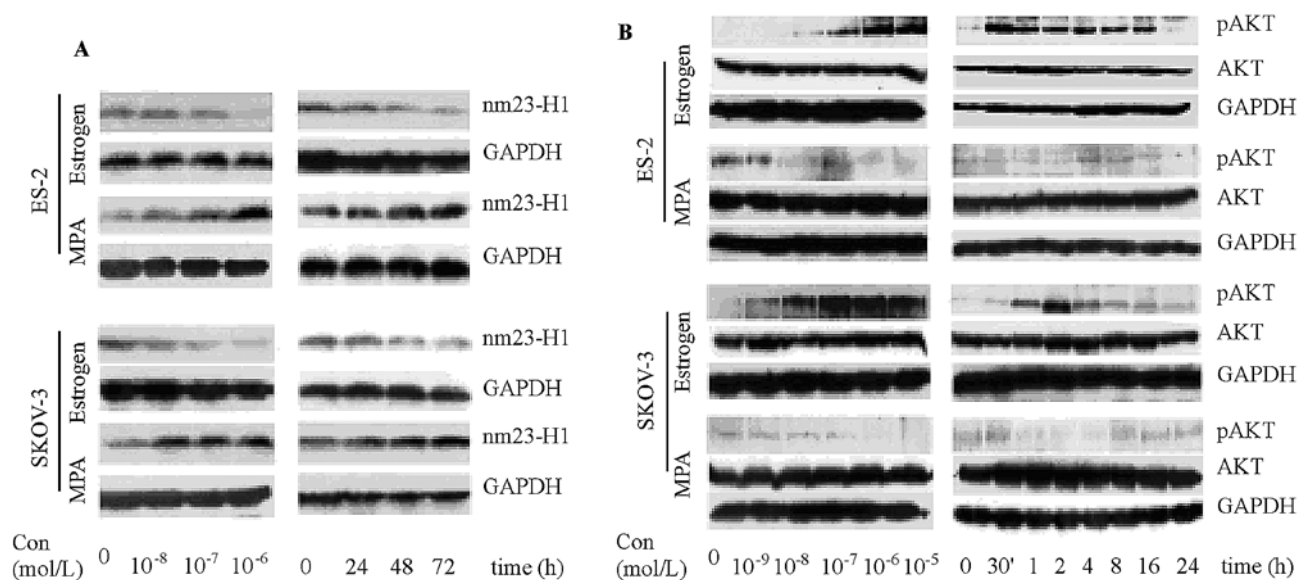 A
ES-2
Estrogen
nm23-H1
GAPDH
MPA
nm23-H1
GAPDH
SKOV-3
Estrogen
nm23-H1
GAPDH
MPA
nm23-H1
GAPDH
Con (mol/L) 0 10⁻⁸ 10⁻⁷ 10⁻⁶ 0 24 48 72 time (h)
B
ES-2
Estrogen
pAKT
AKT
GAPDH
MPA
pAKT
AKT
GAPDH
SKOV-3
Estrogen
pAKT
AKT
GAPDH
MPA
pAKT
AKT
GAPDH
Con (mol/L) 0 10⁻⁹ 10⁻⁸ 10⁻⁷ 10⁻⁶ 10⁻⁵ 0 30' 1 2 4 8 16 24 time (h)